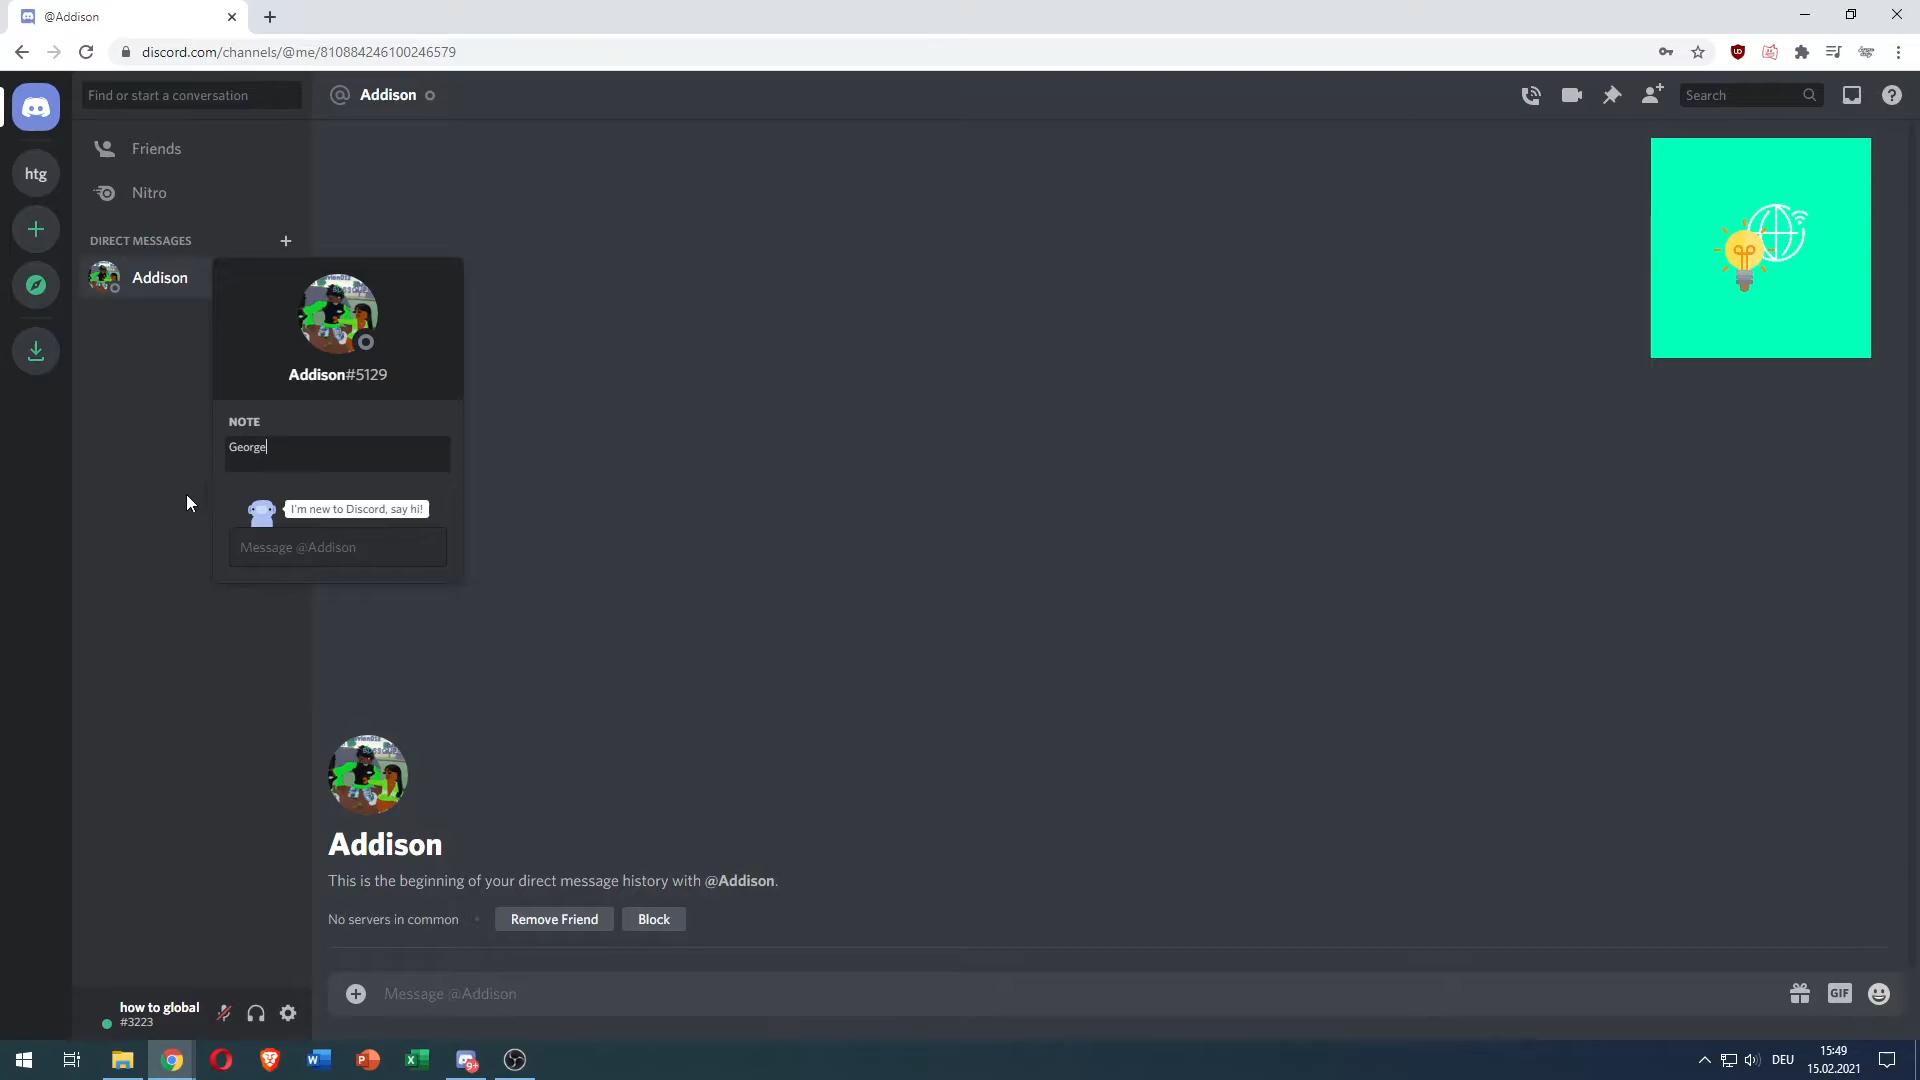 @Addison
discord.com/channels/@me/810884246100246579
Find or start a conversation
Addison
Search
Friends
htg
Nitro
DIRECT MESSAGES
Addison
Addison#5129
NOTE
George
I'm new to Discord, say hi!
Message @Addison
Addison
This is the beginning of your direct message history with @Addison.
No servers in common
Remove Friend
Block
Message @Addison
GIF
how to global
#3223
9+
DEU
15:49
15.02.2021